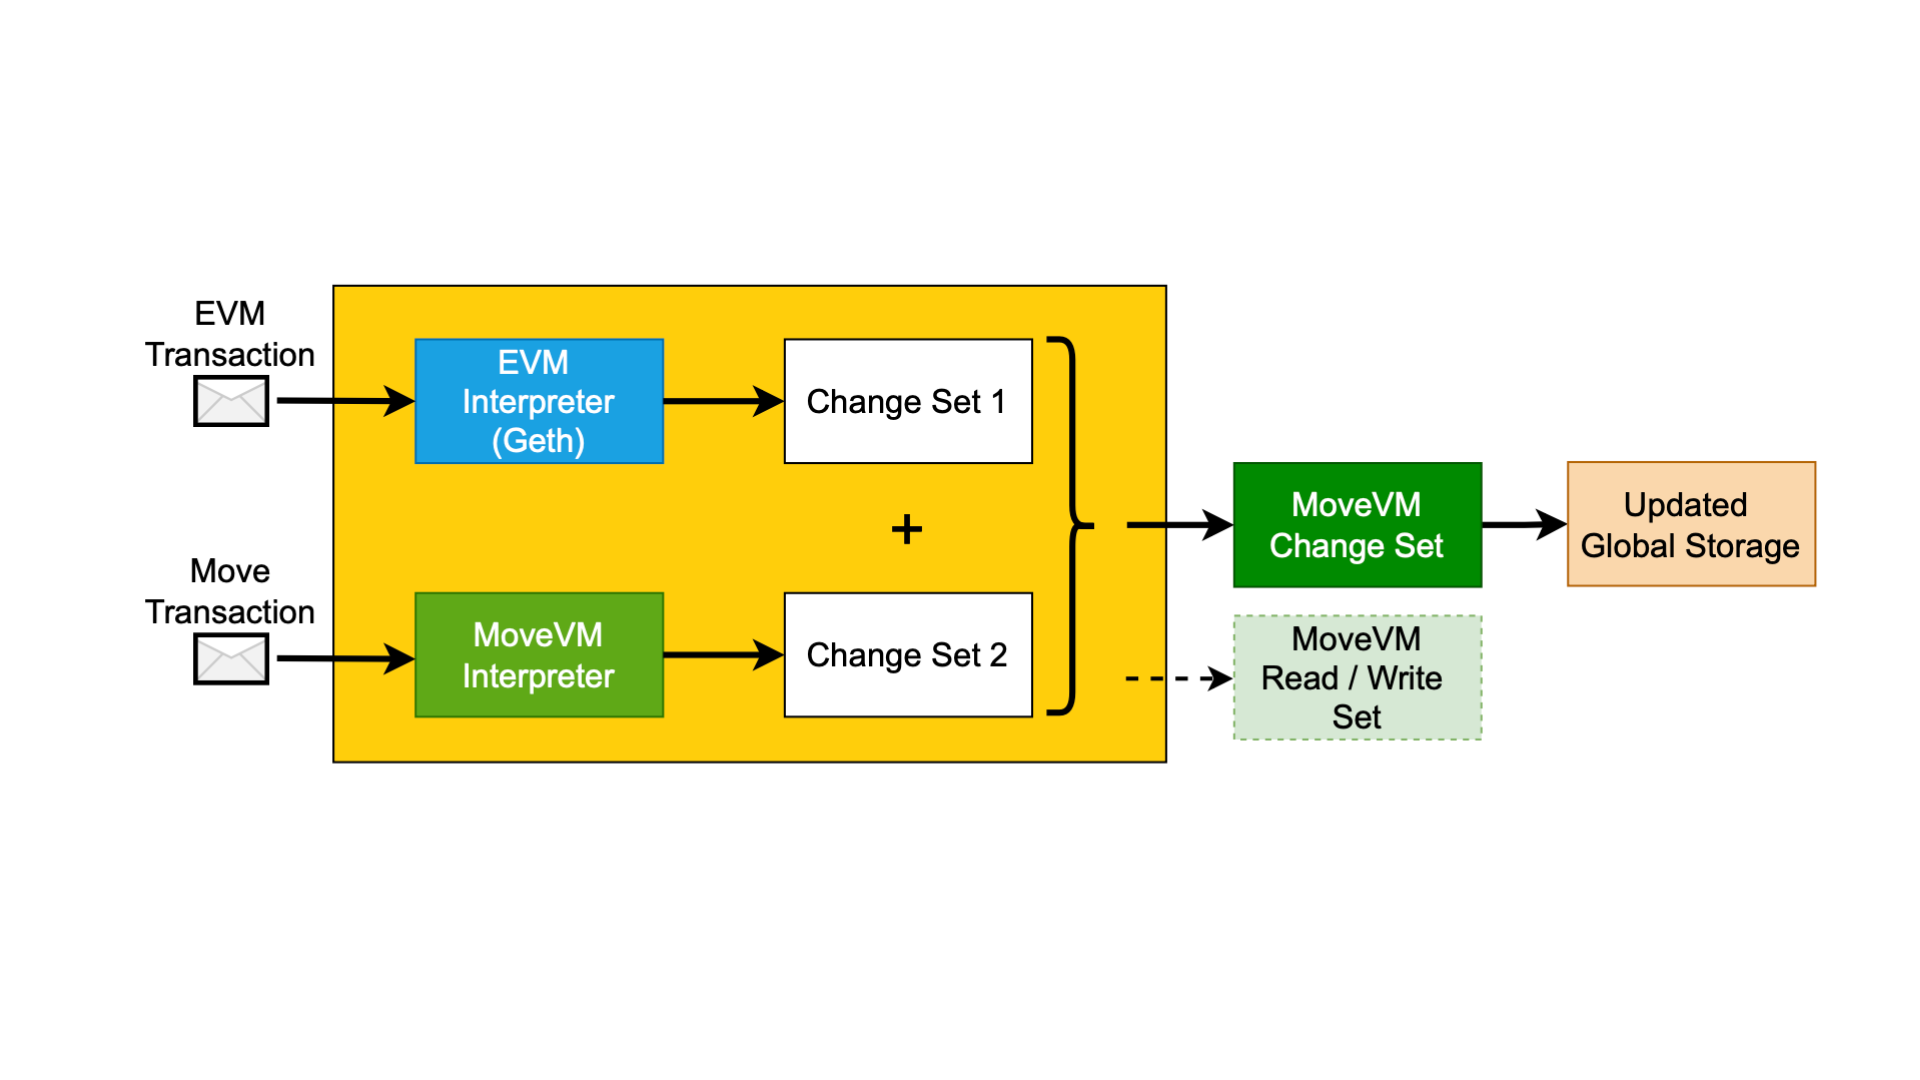 EVM
Transaction
EVM
Interpreter
(Geth)
Change Set 1
+
Move
Transaction
MoveVM
Interpreter
Change Set 2
MoveVM
Change Set
Updated
Global Storage
MoveVM
Read / Write
Set